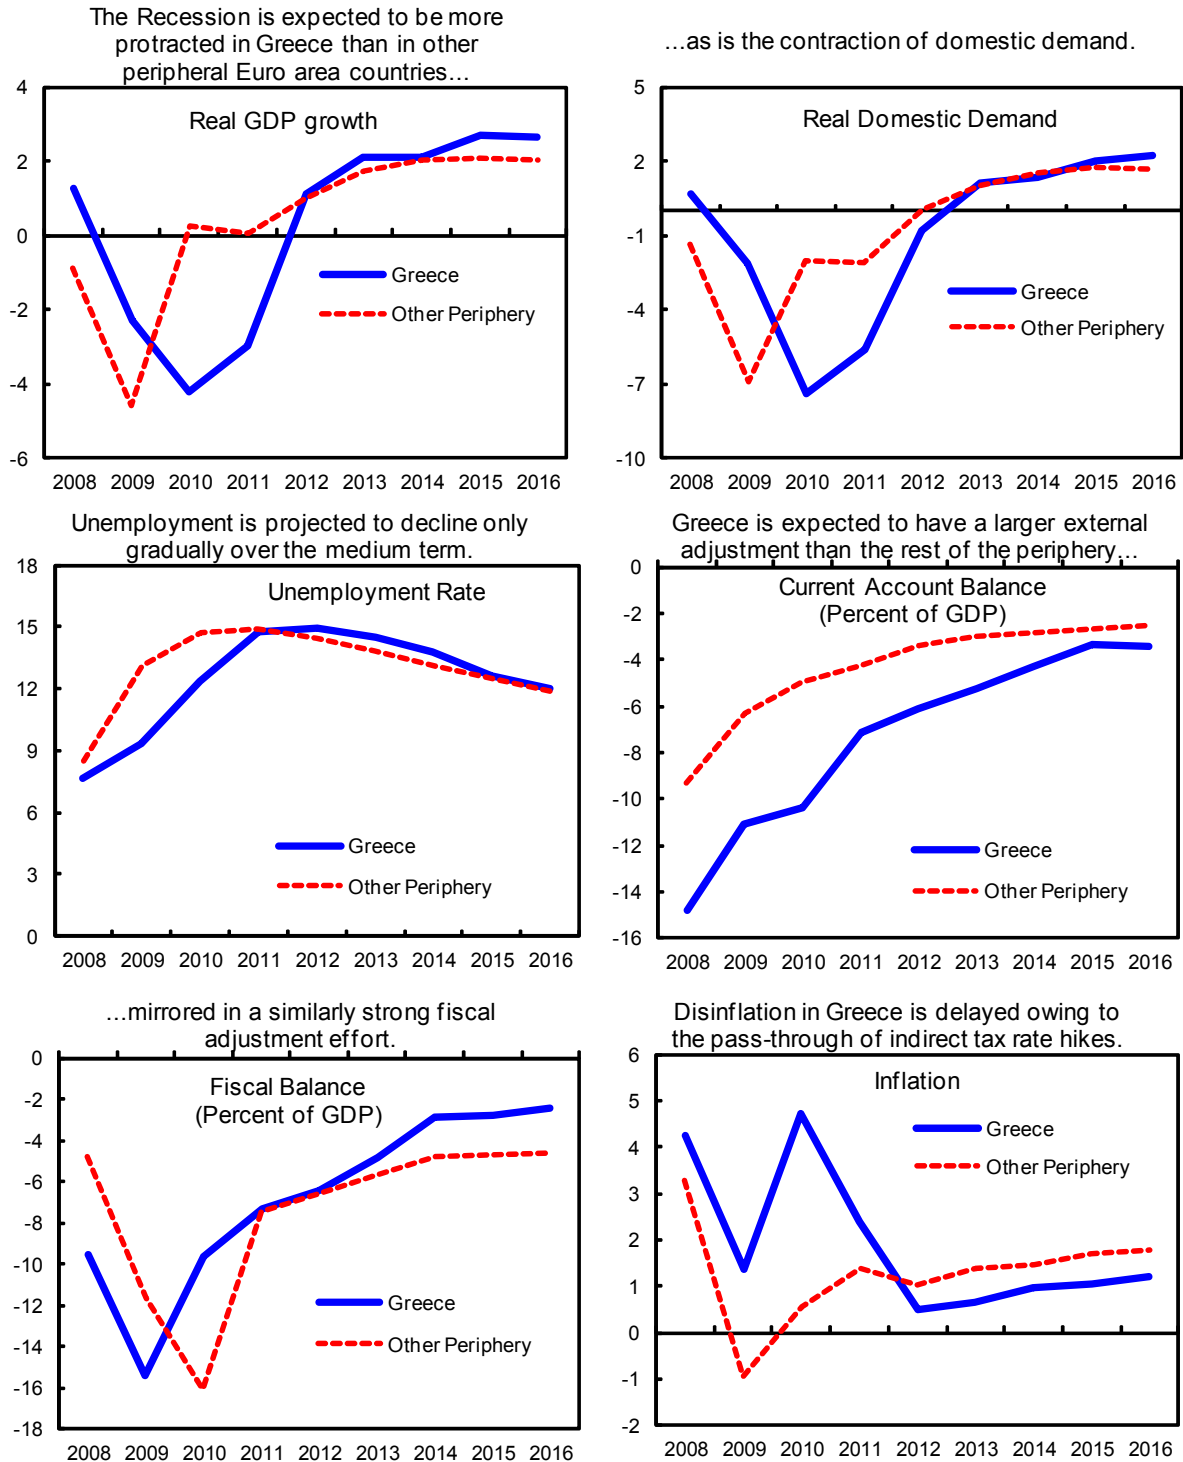 The Recession is expected to be more
protracted in Greece than in other
peripheral Euro area countries…
4
2
0
-2
-4
-6
Real GDP growth
Greece
Other Periphery
2008 2009 2010 2011 2012 2013 2014 2015 2016
…as is the contraction of domestic demand.
5
2
-1
-4
-7
-10
Real Domestic Demand
Greece
Other Periphery
2008 2009 2010 2011 2012 2013 2014 2015 2016
Unemployment is projected to decline only
gradually over the medium term.
18
15
12
9
6
3
0
Unemployment Rate
Greece
Other Periphery
2008 2009 2010 2011 2012 2013 2014 2015 2016
Greece is expected to have a larger external
adjustment than the rest of the periphery…
0
-2
-4
-6
-8
-10
-12
-14
-16
Current Account Balance
(Percent of GDP)
Greece
Other Periphery
2008 2009 2010 2011 2012 2013 2014 2015 2016
…mirrored in a similarly strong fiscal
adjustment effort.
0
-2
-4
-6
-8
-10
-12
-14
-16
-18
Fiscal Balance
(Percent of GDP)
Greece
Other Periphery
2008 2009 2010 2011 2012 2013 2014 2015 2016
Disinflation in Greece is delayed owing to
the pass-through of indirect tax rate hikes.
6
5
4
3
2
1
0
-1
-2
Inflation
Greece
Other Periphery
2008 2009 2010 2011 2012 2013 2014 2015 2016